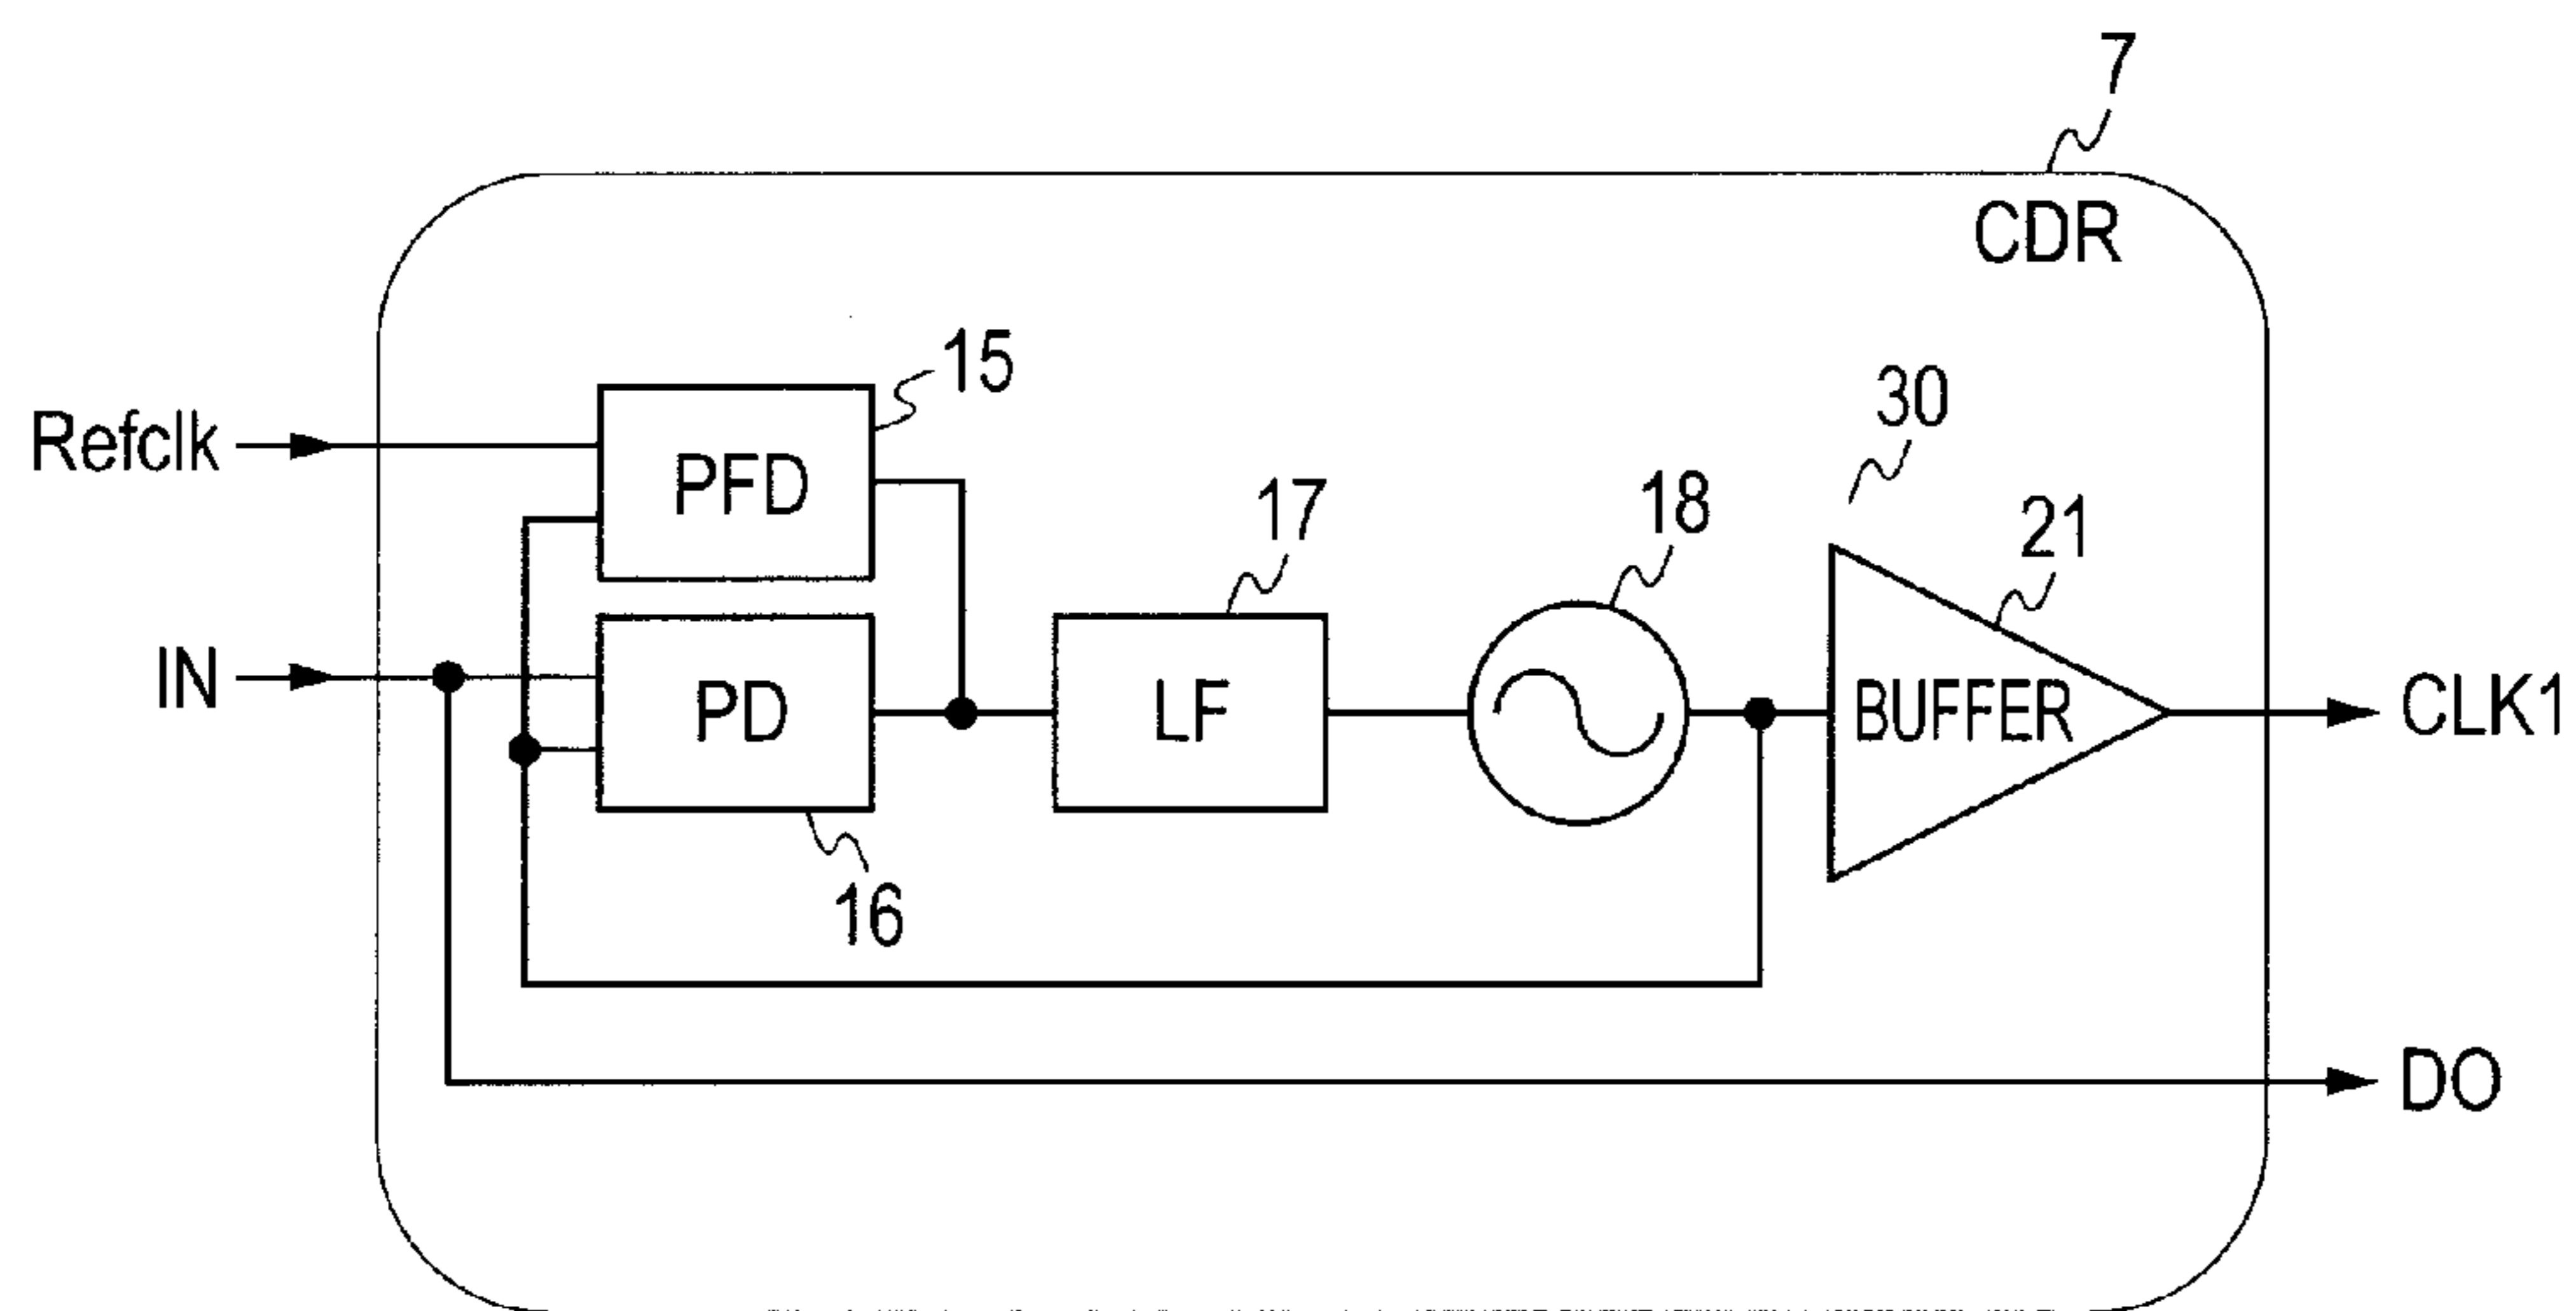 7
CDR
15
Refclk
PFD
30
17
18
21
IN
PD
LF
BUFFER
CLK1
16
DO